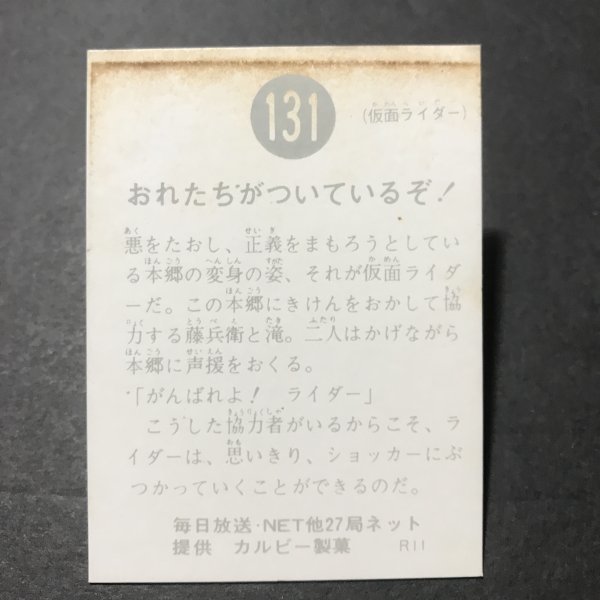 131
(仮面ライダー)
おれたちがついているぞ!
悪をたおし、正義をまもろうとしてい
る本郷の変身の姿、それが仮面ライダ
ーだ。この本郷にきけんをおかして協
力する藤兵衛と滝。二人はかげながら
本郷に声援をおくる。
「がんばれよ! ライダー」
こうした協力者がいるからこそ、ラ
イダーは、思いきり、ショッカーにぶ
つかっていくことができるのだ。
毎日放送・NET他27局ネット
提供 カルビー製菓 R11